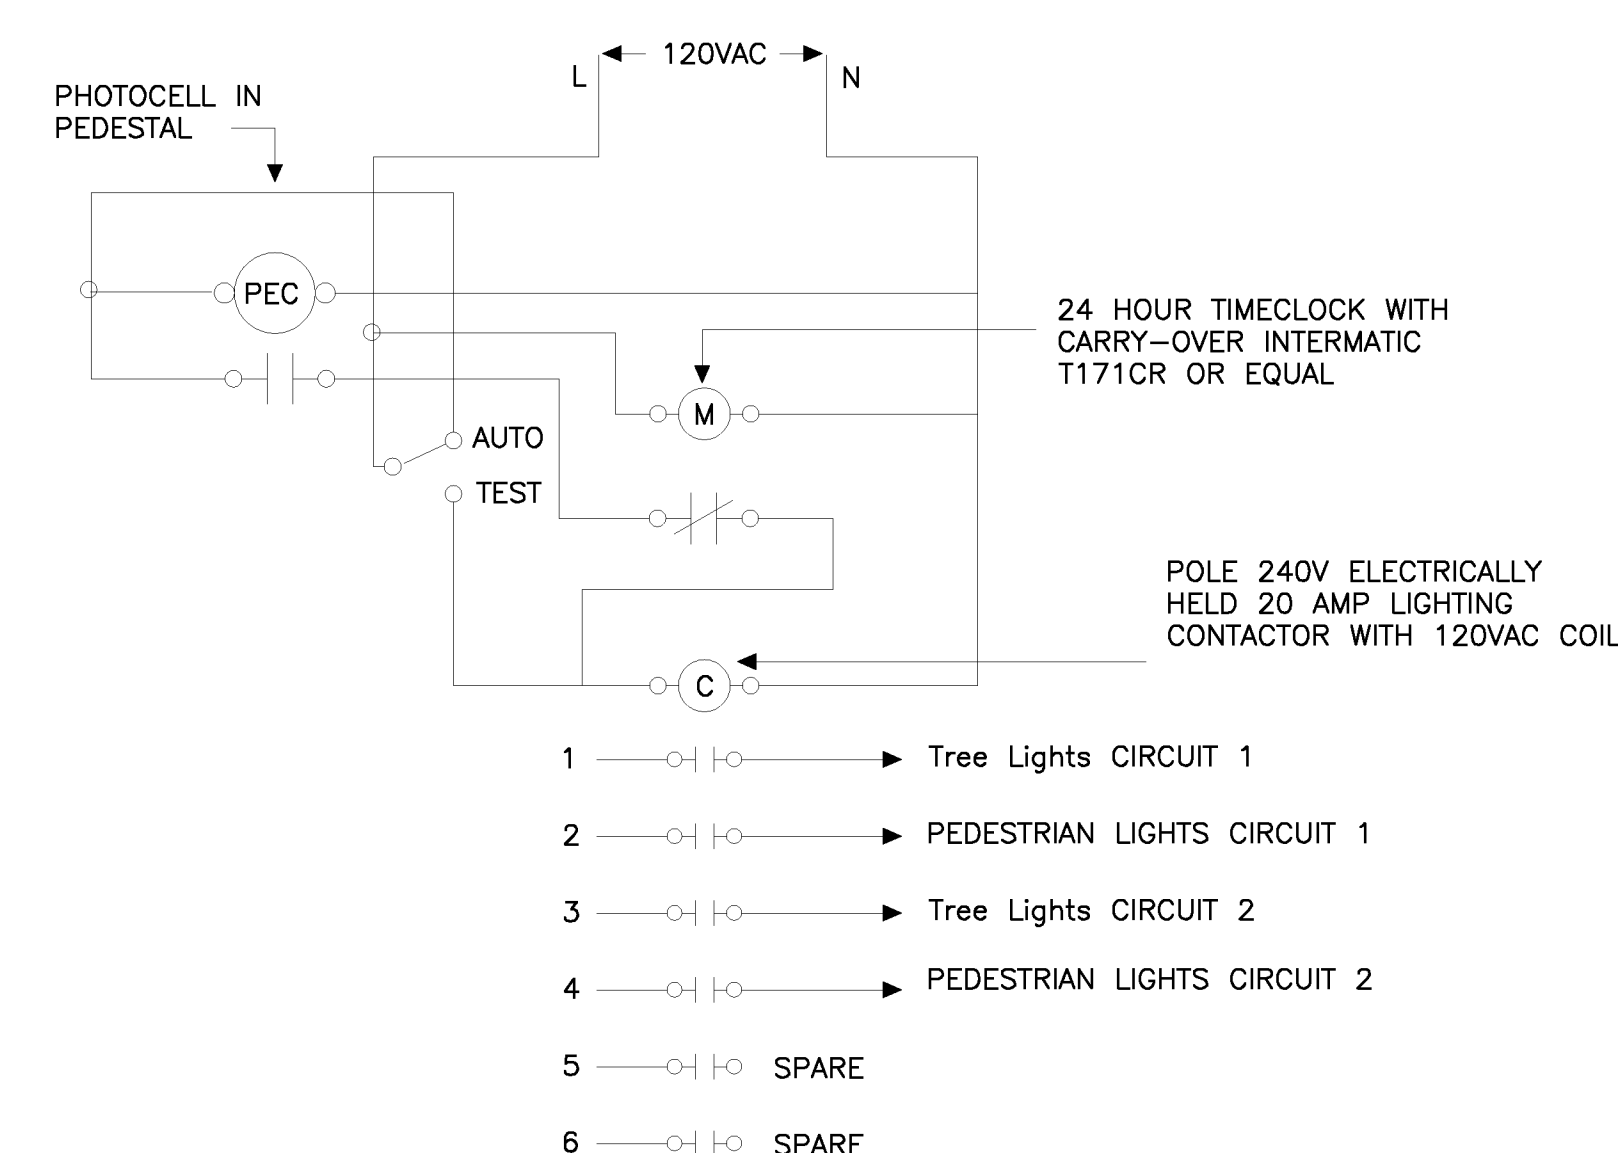 120VAC
L
N
PHOTOCELL IN
PEDESTAL
PEC
24 HOUR TIMECLOCK WITH
CARRY-OVER INTERMATIC
T171CR OR EQUAL
M
AUTO
TEST
POLE 240V ELECTRICALLY
HELD 20 AMP LIGHTING
CONTACTOR WITH 120VAC COIL
C
1 Tree Lights CIRCUIT 1
2 PEDESTRIAN LIGHTS CIRCUIT 1
3 Tree Lights CIRCUIT 2
4 PEDESTRIAN LIGHTS CIRCUIT 2
5 SPARE
6 SPARE